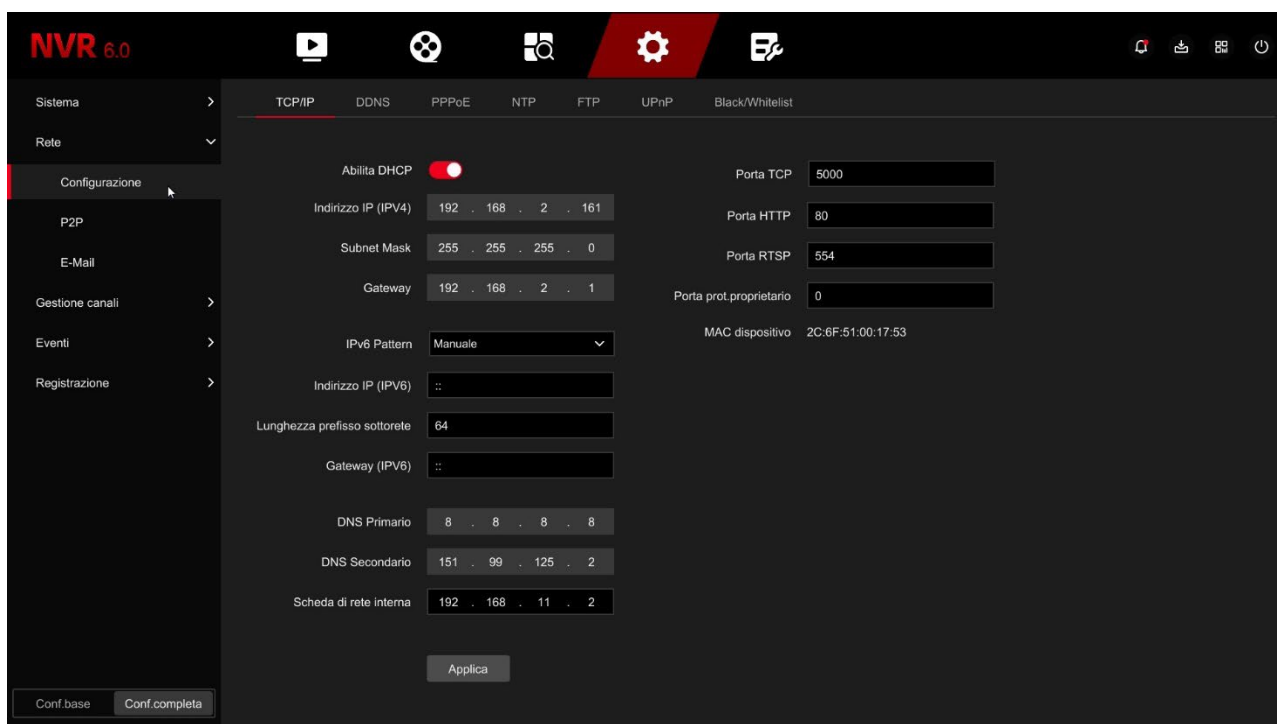 NVR 6.0
Sistema
Rete
Configurazione
P2P
E-Mail
Gestione canali
Eventi
Registrazione
Conf.base Conf.completa
TCP/IP DDNS PPPoE NTP FTP UPnP Black/Whitelist
Abilita DHCP
Indirizzo IP (IPV4) 192 . 168 . 2 . 161
Subnet Mask 255 . 255 . 255 . 0
Gateway 192 . 168 . 2 . 1
IPv6 Pattern Manuale
Indirizzo IP (IPV6) ::
Lunghezza prefisso sottorete 64
Gateway (IPV6) ::
DNS Primario 8 . 8 . 8 . 8
DNS Secondario 151 . 99 . 125 . 2
Scheda di rete interna 192 . 168 . 11 . 2
Applica
Porta TCP 5000
Porta HTTP 80
Porta RTSP 554
Porta prot.proprietario 0
MAC dispositivo 2C:6F:51:00:17:53